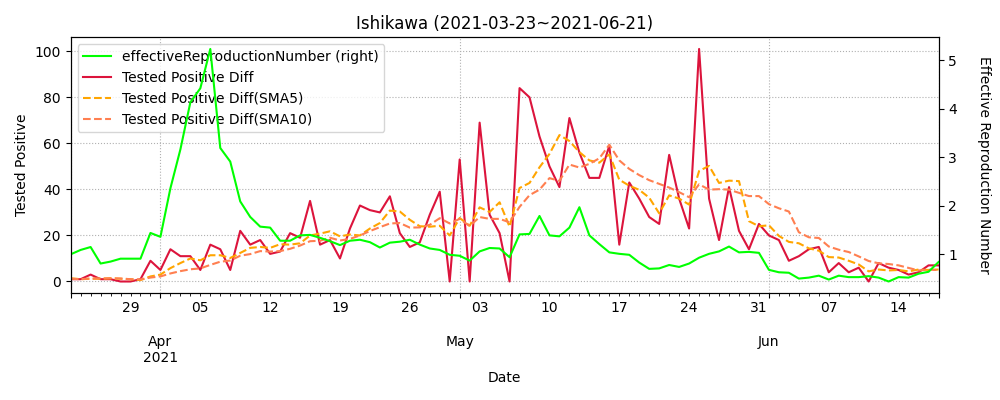 Ishikawa (2021-03-23~2021-06-21)
effectiveReproductionNumber (right)
Tested Positive Diff
Tested Positive Diff(SMA5)
Tested Positive Diff(SMA10)
Tested Positive
100
80
60
40
20
0
5
4
3
2
1
Effective Reproduction Number
29 05 12 19 26 03 10 17 24 31 07 14
Apr May Jun
2021
Date